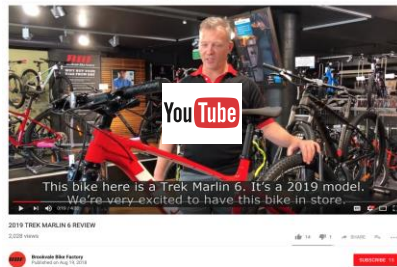 YouTube
This bike here is a Trek Marlin 6. It's a 2019 model.
We're very excited to have this bike in store.
2019 TREK MARLIN 6 REVIEW
2,228 views
SHARE
Brookvale Bike Factory
Published on Aug 19, 2018
SUBSCRIBE